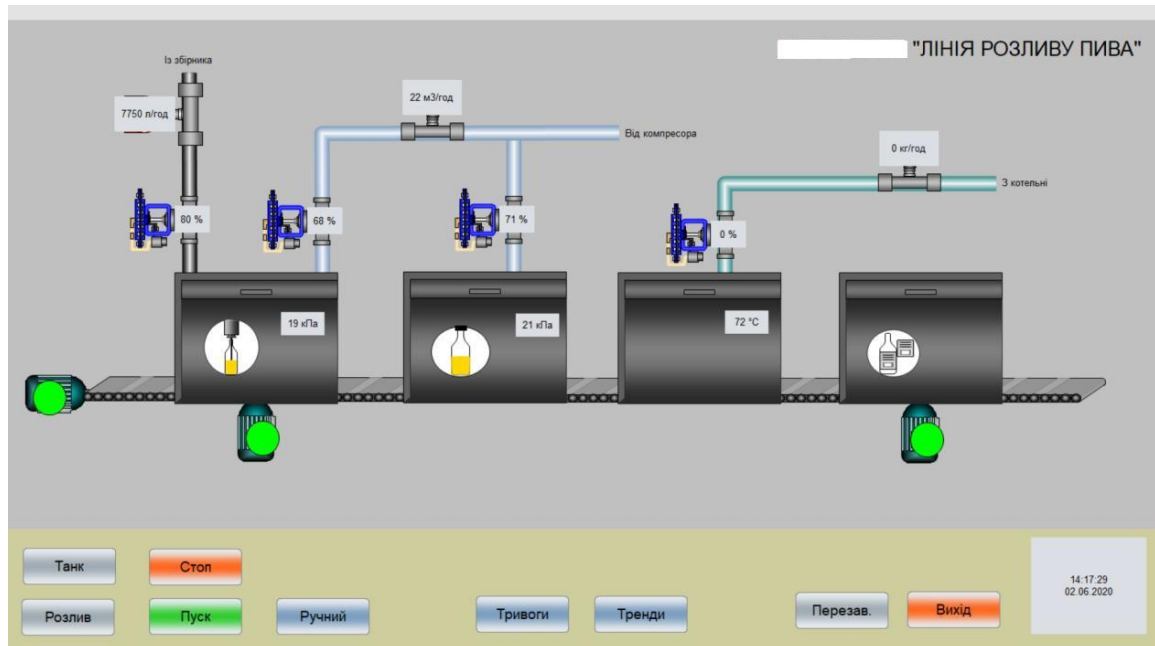 "ЛІНІЯ РОЗЛИВУ ПИВА"
Із збірника
7750 л/год
22 м3/год
Від компресора
0 кг/год
З котельні
80 %
68 %
71 %
0 %
19 кПа
21 кПа
72 °C
Танк
Стоп
Розлив
Пуск
Ручний
Тривоги
Тренди
Перезав.
Вихід
14:17:29
02.06.2020